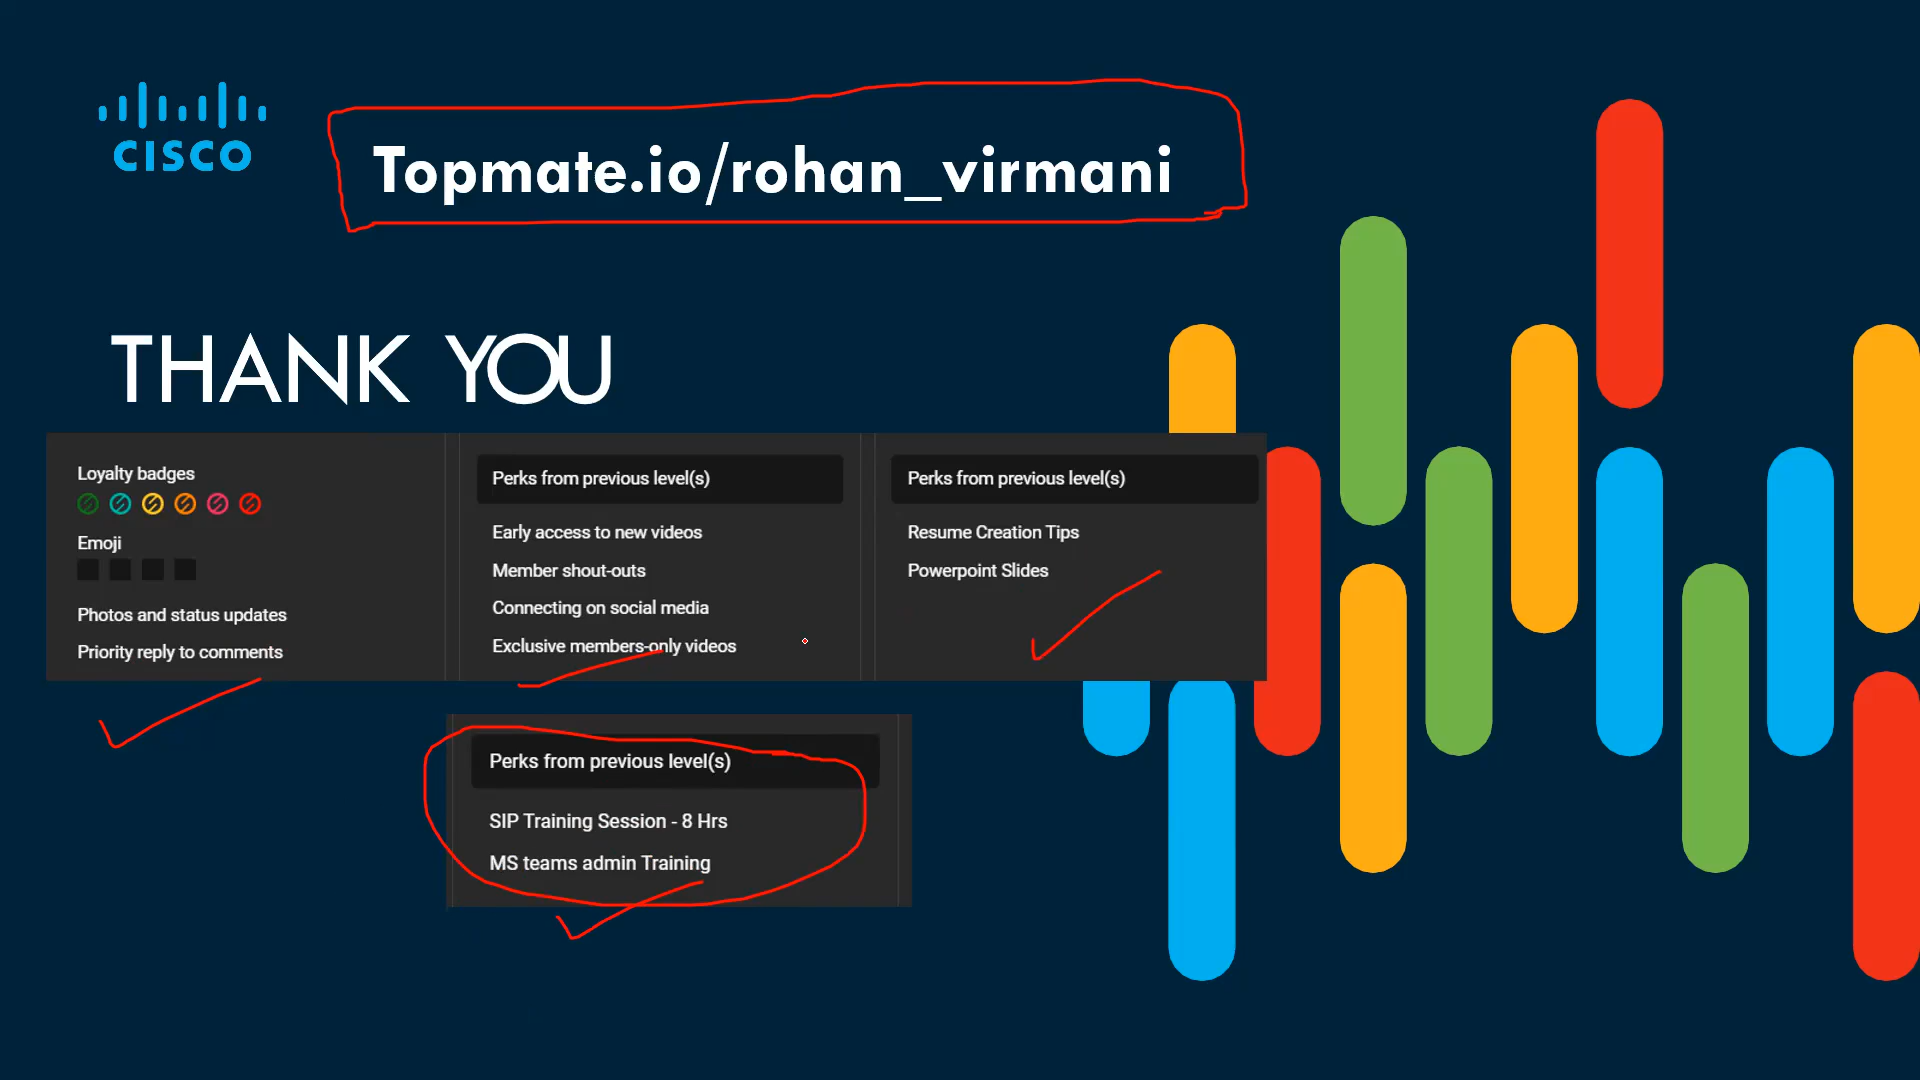 CISCO
Topmate.io/rohan_virmani
THANK YOU
Loyalty badges
Emoji
Photos and status updates
Priority reply to comments
Perks from previous level(s)
Early access to new videos
Member shout-outs
Connecting on social media
Exclusive members-only videos
Perks from previous level(s)
Resume Creation Tips
Powerpoint Slides
Perks from previous level(s)
SIP Training Session - 8 Hrs
MS teams admin Training